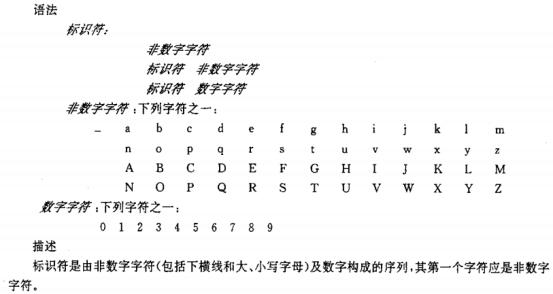 语法
标识符:
非数字字符
标识符 非数字字符
标识符 数字字符
非数字字符:下列字符之一:
_ a b c d e f g h i j k l m
n o p q r s t u v w x y z
A B C D E F G H I J K L M
N O P Q R S T U V W X Y Z
数字字符:下列字符之一:
0 1 2 3 4 5 6 7 8 9
描述
标识符是由非数字字符(包括下横线和大、小写字母)及数字构成的序列,其第一个字符应是非数字
字符。